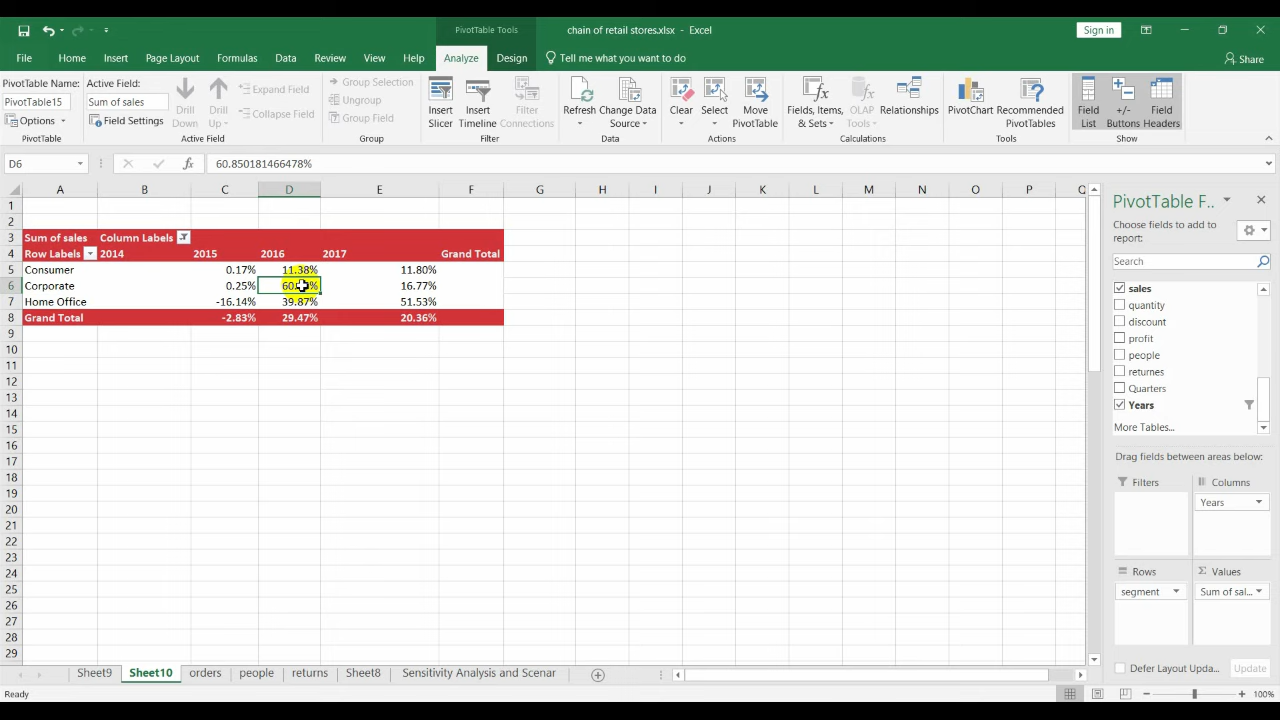 PivotTable Tools
chain of retail stores.xlsx - Excel
Sign in
File Home Insert Page Layout Formulas Data Review View Help Analyze Design Tell me what you want to do Share
PivotTable Name:
PivotTable15
Options
PivotTable
Active Field:
Sum of sales
Field Settings
Drill Down
Drill Up
Expand Field
Collapse Field
Active Field
Group Selection
Ungroup
Group Field
Group
Insert Slicer
Insert Timeline
Filter Connections
Filter
Refresh
Change Data Source
Data
Clear
Select
Move PivotTable
Actions
Fields, Items, & Sets
OLAP Tools
Relationships
Calculations
PivotChart
Recommended PivotTables
Tools
Field List
+/- Buttons
Field Headers
Show
D6 fx 60.850181466478%
A B C D E F G H I J K L M N O P Q
1
2
3 Sum of sales Column Labels
4 Row Labels 2014 2015 2016 2017 Grand Total
5 Consumer 0.17% 11.38% 11.80%
6 Corporate 0.25% 16.77%
7 Home Office -16.14% 39.87% 51.53%
8 Grand Total -2.83% 29.47% 20.36%
9
10
11
12
13
14
15
16
17
18
19
20
21
22
23
24
25
26
27
28
29
PivotTable F..
Choose fields to add to report:
Search
sales
quantity
discount
profit
people
returnes
Quarters
Years
More Tables...
Drag fields between areas below:
Filters
Columns
Years
Rows
segment
Values
Sum of sal...
Defer Layout Upda... Update
Sheet9 Sheet10 orders people returns Sheet8 Sensitivity Analysis and Scenar
Ready
100%